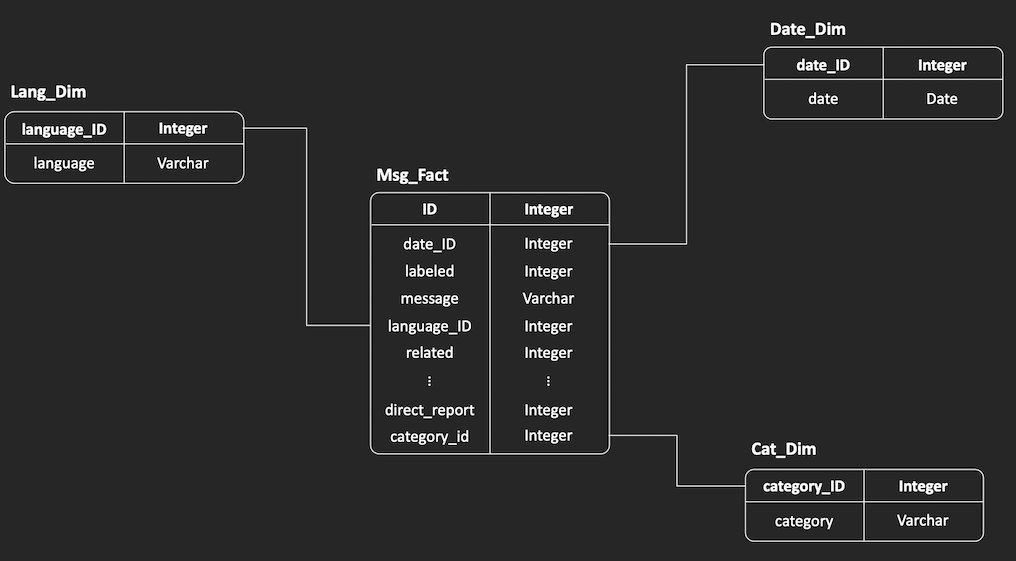 Date_Dim
date_ID Integer
date Date
Lang_Dim
language_ID Integer
language Varchar
Msg_Fact
ID Integer
date_ID Integer
labeled Integer
message Varchar
language_ID Integer
related Integer
⋮ ⋮
direct_report Integer
category_id Integer
Cat_Dim
category_ID Integer
category Varchar